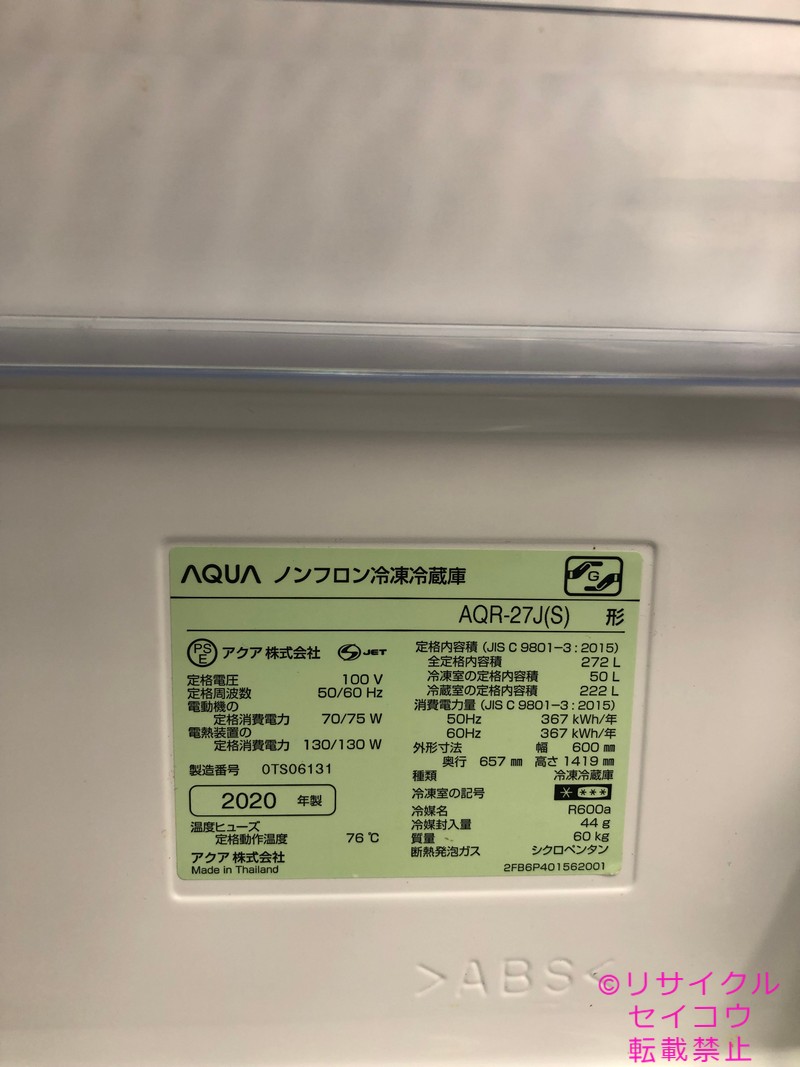 AQUA ノンフロン冷凍冷蔵庫
G
AQR-27J(S) 形
PSE アクア株式会社 S JET
定格電圧 100 V
定格周波数 50/60 Hz
電動機の
定格消費電力 70/75 W
電熱装置の
定格消費電力 130/130 W
製造番号 0TS06131
2020 年製
温度ヒューズ
定格動作温度 76 ℃
アクア株式会社
Made in Thailand
定格内容積 (JIS C 9801-3 : 2015)
全定格内容積 272 L
冷凍室の定格内容積 50 L
冷蔵室の定格内容積 222 L
消費電力量 (JIS C 9801-3 : 2015)
50Hz 367 kWh/年
60Hz 367 kWh/年
外形寸法 幅 600 ㎜
奥行 657 ㎜ 高さ 1419 ㎜
種類 冷凍冷蔵庫
冷凍室の記号 * ***
冷媒名 R600a
冷媒封入量 44 g
質量 60 kg
断熱発泡ガス シクロペンタン
2FB6P401562001
>ABS<
©リサイクル
セイコウ
転載禁止